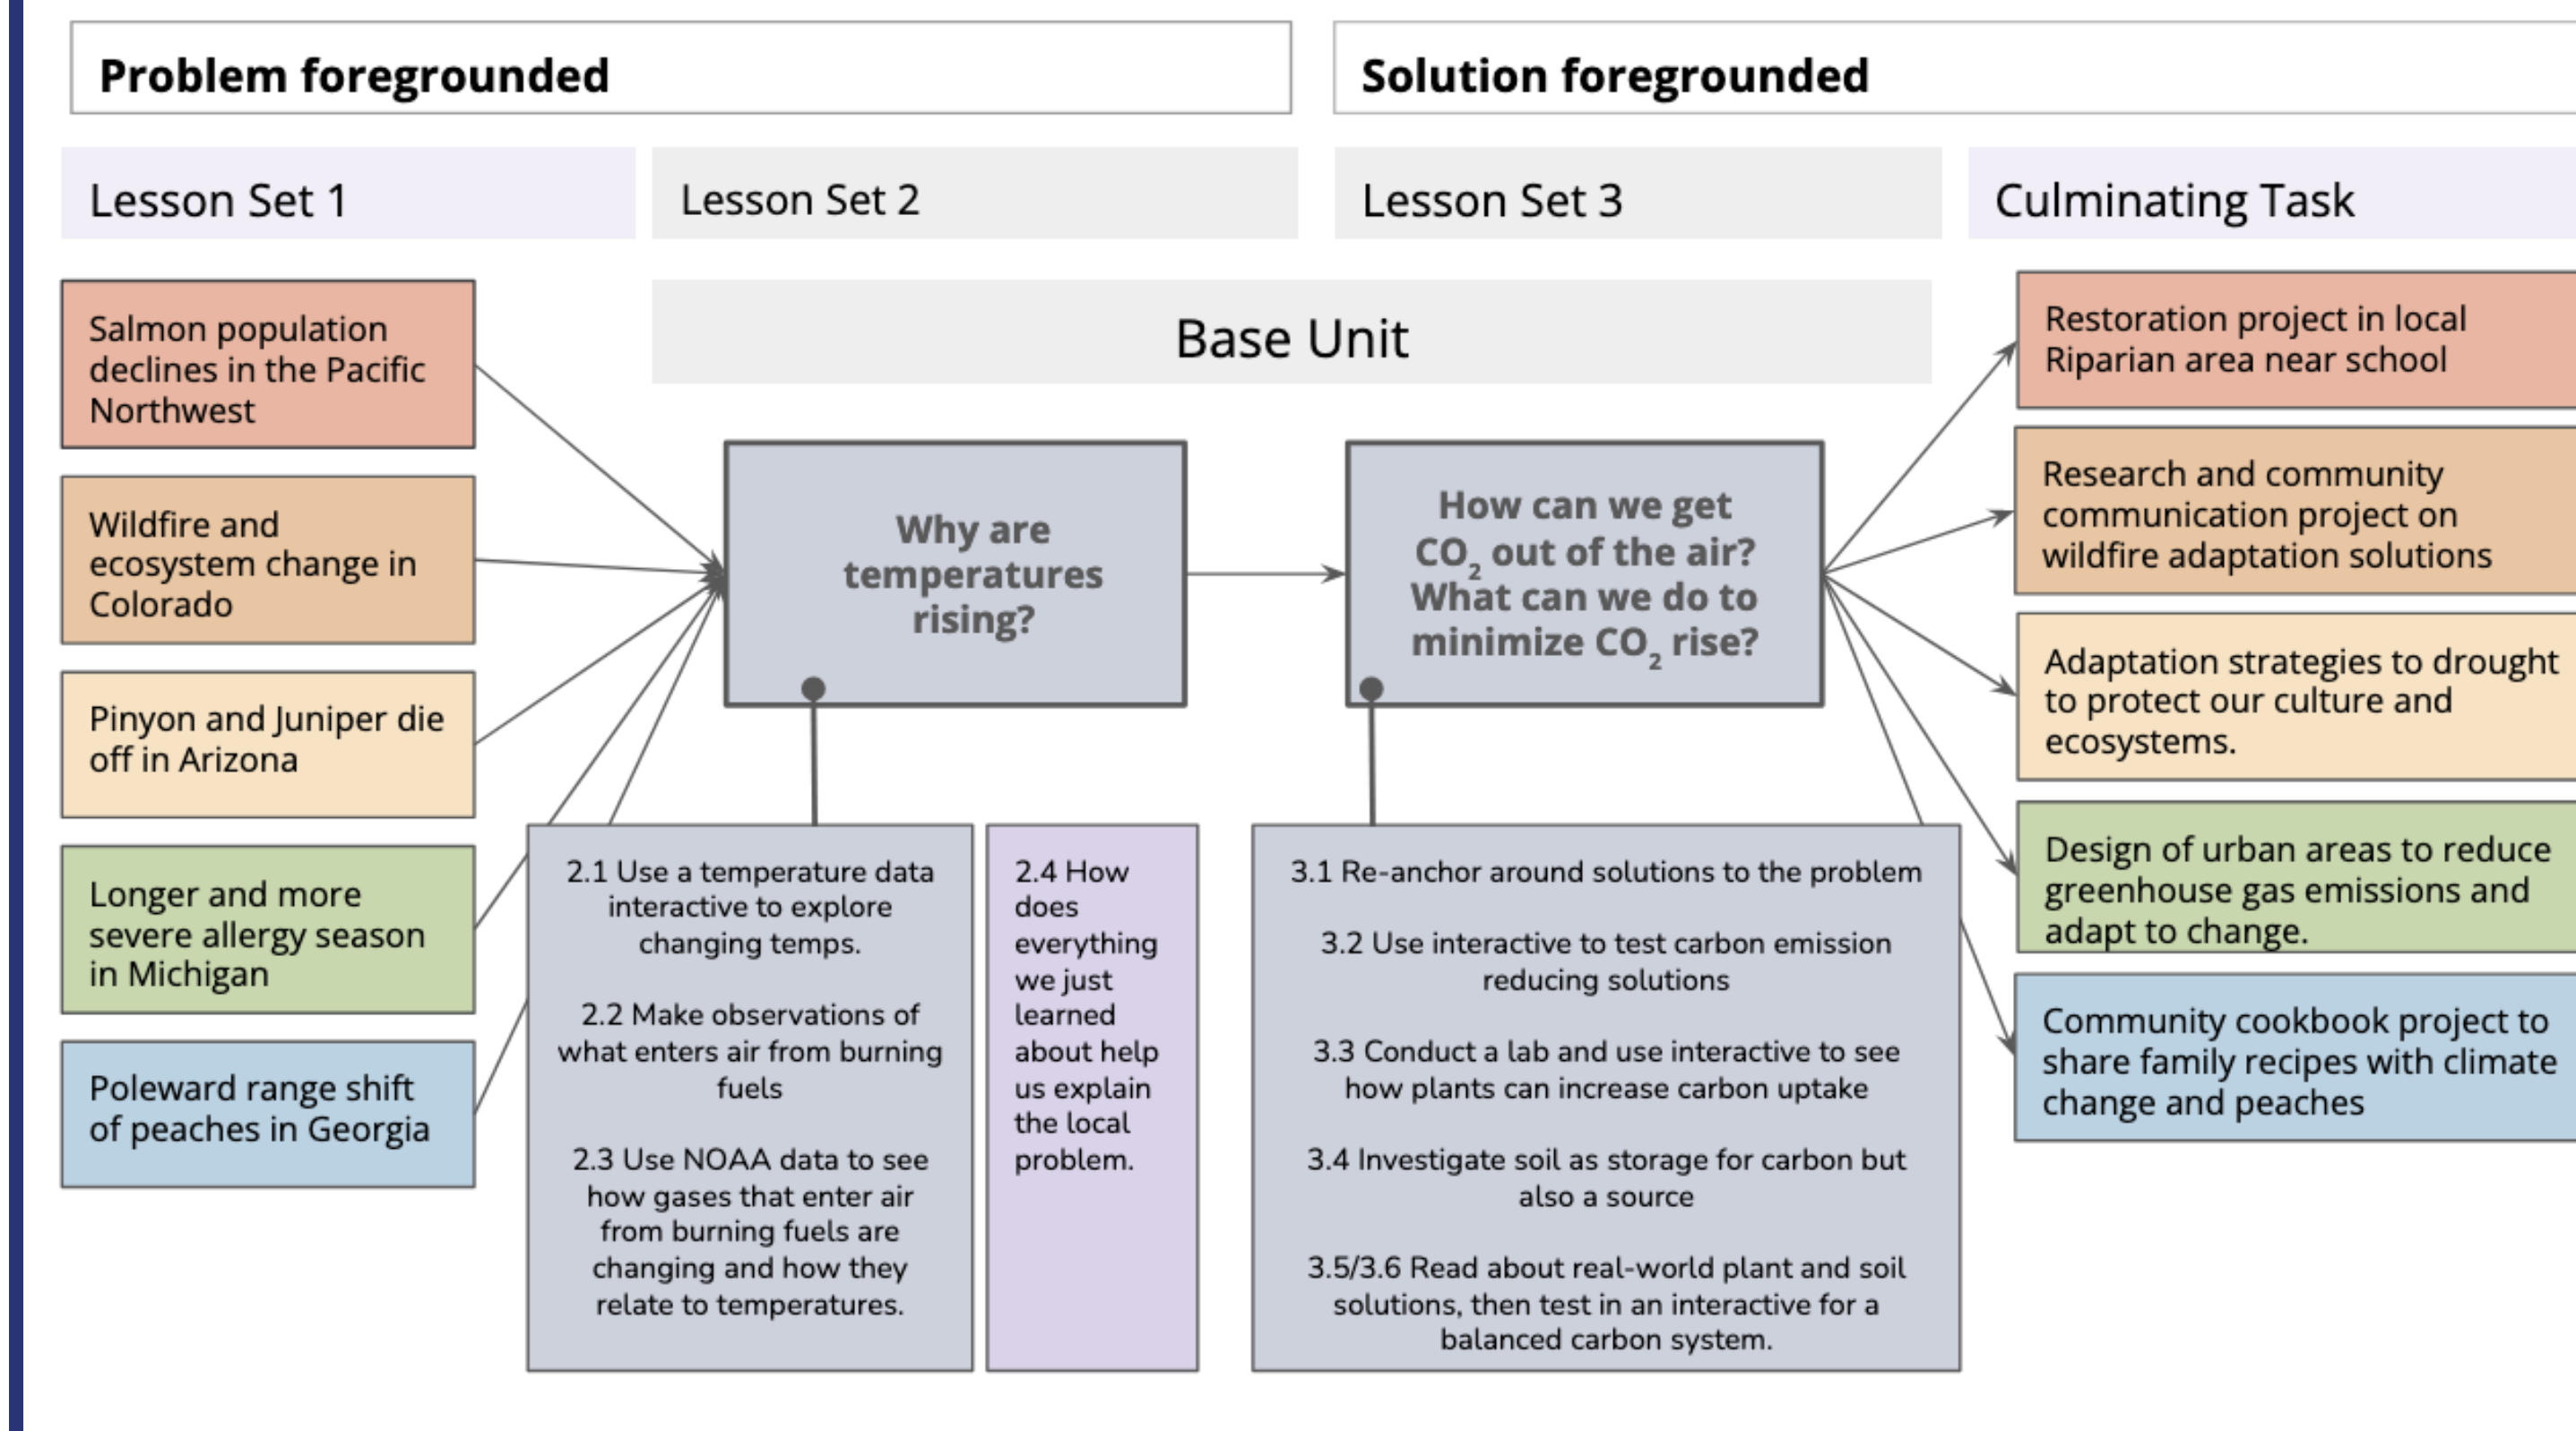 Problem foregrounded
Solution foregrounded
Lesson Set 1
Lesson Set 2
Lesson Set 3
Culminating Task
Base Unit
Salmon population
declines in the Pacific
Northwest
Wildfire and
ecosystem change in
Colorado
Pinyon and Juniper die
off in Arizona
Longer and more
severe allergy season
in Michigan
Poleward range shift
of peaches in Georgia
Why are
temperatures
rising?
2.1 Use a temperature data
interactive to explore
changing temps.
2.2 Make observations of
what enters air from burning
fuels
2.3 Use NOAA data to see
how gases that enter air
from burning fuels are
changing and how they
relate to temperatures.
2.4 How
does
everything
we just
learned
about help
us explain
the local
problem.
How can we get
CO₂ out of the air?
What can we do to
minimize CO₂ rise?
3.1 Re-anchor around solutions to the problem
3.2 Use interactive to test carbon emission
reducing solutions
3.3 Conduct a lab and use interactive to see
how plants can increase carbon uptake
3.4 Investigate soil as storage for carbon but
also a source
3.5/3.6 Read about real-world plant and soil
solutions, then test in an interactive for a
balanced carbon system.
Restoration project in local
Riparian area near school
Research and community
communication project on
wildfire adaptation solutions
Adaptation strategies to drought
to protect our culture and
ecosystems.
Design of urban areas to reduce
greenhouse gas emissions and
adapt to change.
Community cookbook project to
share family recipes with climate
change and peaches